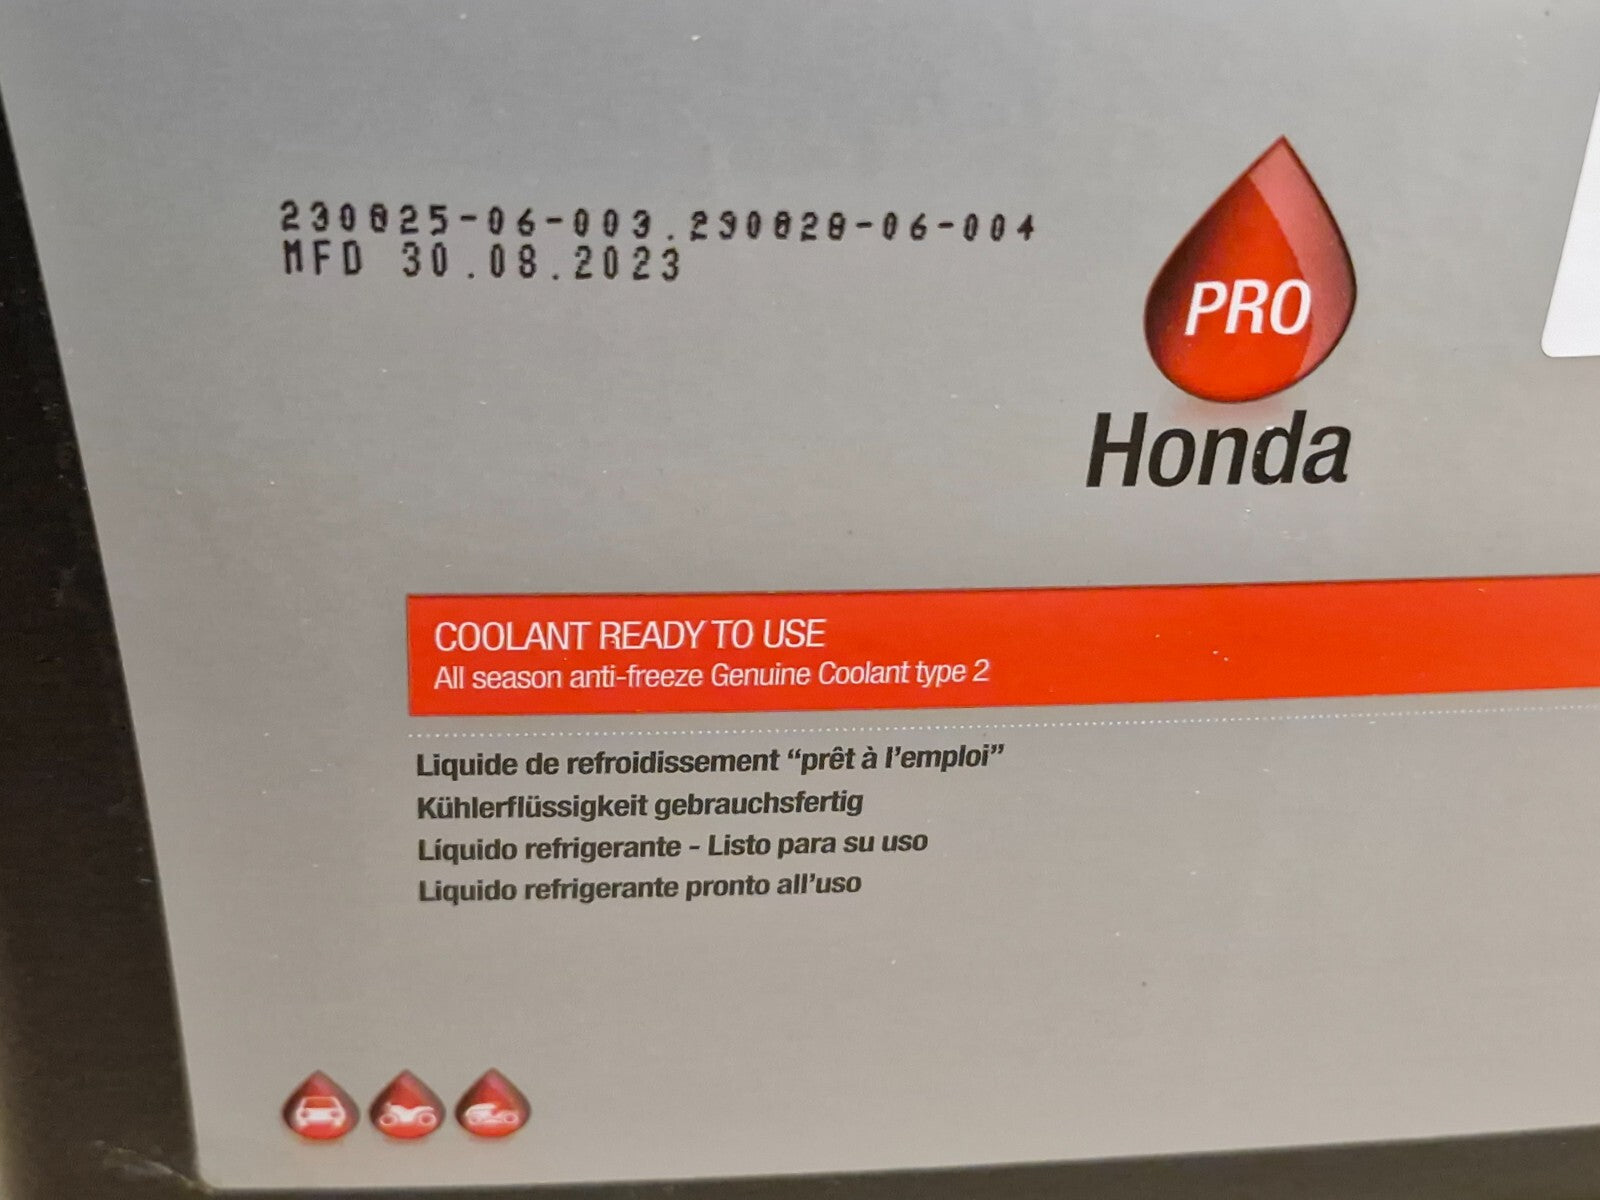 230825-06-003.230828-06-004
MFD 30.08.2023
PRO
Honda
COOLANT READY TO USE
All season anti-freeze Genuine Coolant type 2
Liquide de refroidissement “prêt à l’emploi”
Kühlerflüssigkeit gebrauchsfertig
Líquido refrigerante - Listo para su uso
Liquido refrigerante pronto all’uso